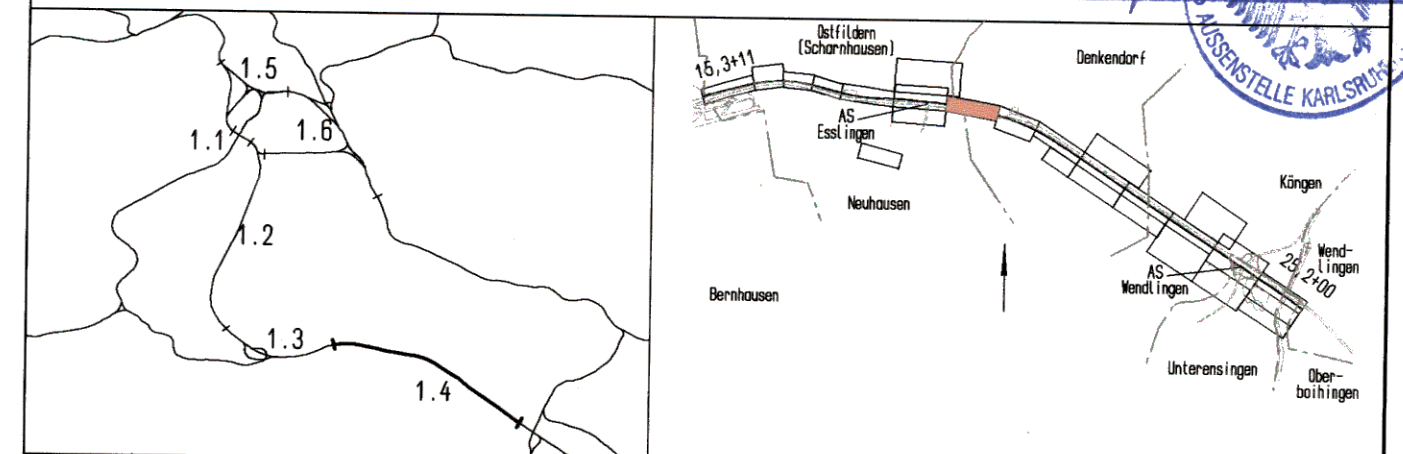 1.5
1.1
1.6
1.2
1.3
1.4
Ostfildern
(Scharnhausen)
Denkendorf
15,3+11
AS
Esslingen
Neuhausen
Köngen
Wend-
lingen
25,2+00
AS
Wendlingen
Bernhausen
Unterensingen
Ober-
boihingen
AUSSENSTELLE KARLSRUHE